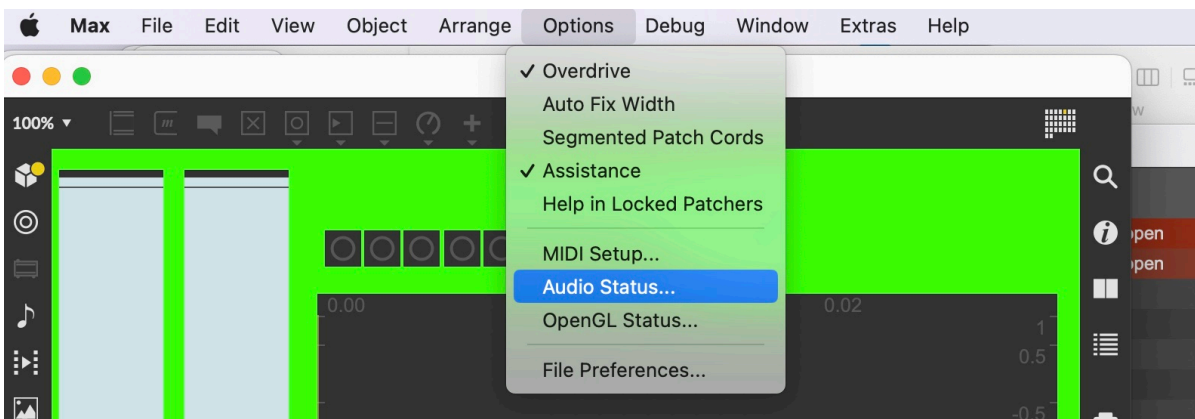 Max File Edit View Object Arrange Options Debug Window Extras Help
✓ Overdrive
Auto Fix Width
Segmented Patch Cords
✓ Assistance
Help in Locked Patchers
MIDI Setup...
Audio Status...
OpenGL Status...
File Preferences...
100%
m
0.00 0.02
1
0.5
-0.5
w
pen
pen